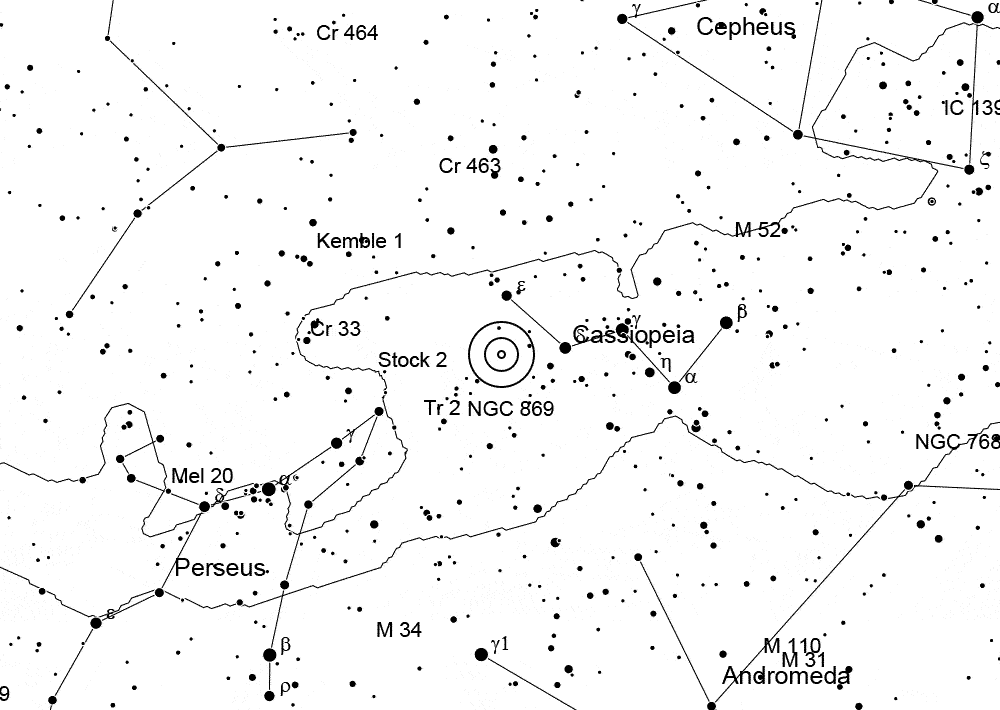 γ
α
Cepheus
Cr 464
IC 139
ζ
Cr 463
M 52
Kemble 1
ε
Cr 33
γ
β
δ
Cassiopeia
Stock 2
η
α
Tr 2
NGC 869
γ
NGC 768
Mel 20
α
δ
Perseus
ε
M 34
β
γ1
M 110
M 31
Andromeda
ρ
9